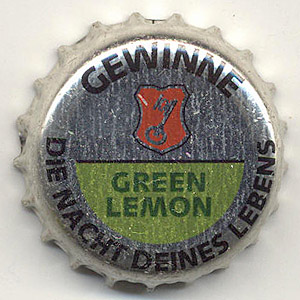 GEWINNE
GREEN
LEMON
DIE NACHT DEINES LEBENS